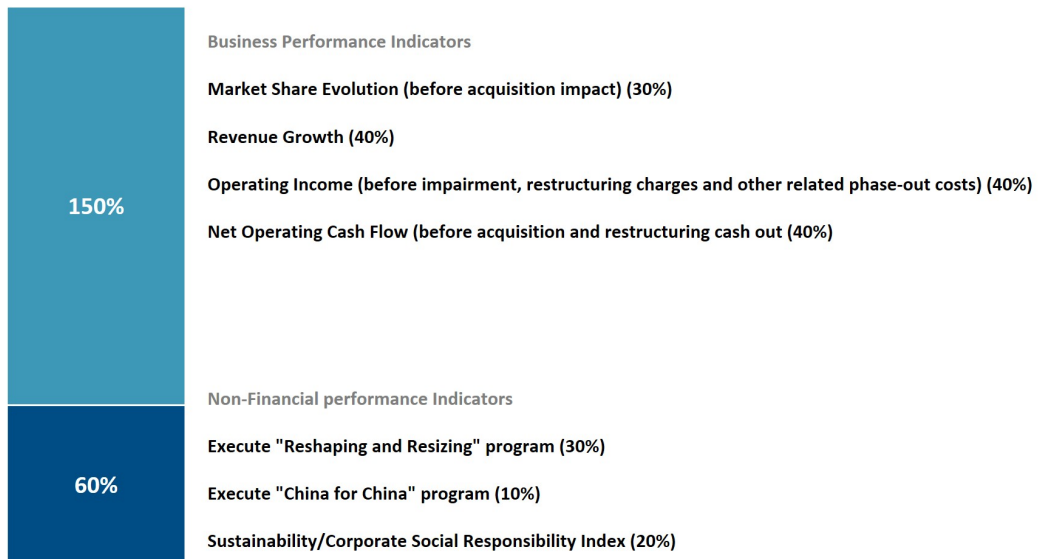 Business Performance Indicators
Market Share Evolution (before acquisition impact) (30%)
Revenue Growth (40%)
Operating Income (before impairment, restructuring charges and other related phase-out costs) (40%)
150%
Net Operating Cash Flow (before acquisition and restructuring cash out (40%)
Non-Financial performance Indicators
Execute "Reshaping and Resizing" program (30%)
60%
Execute "China for China" program (10%)
Sustainability/Corporate Social Responsibility Index (20%)